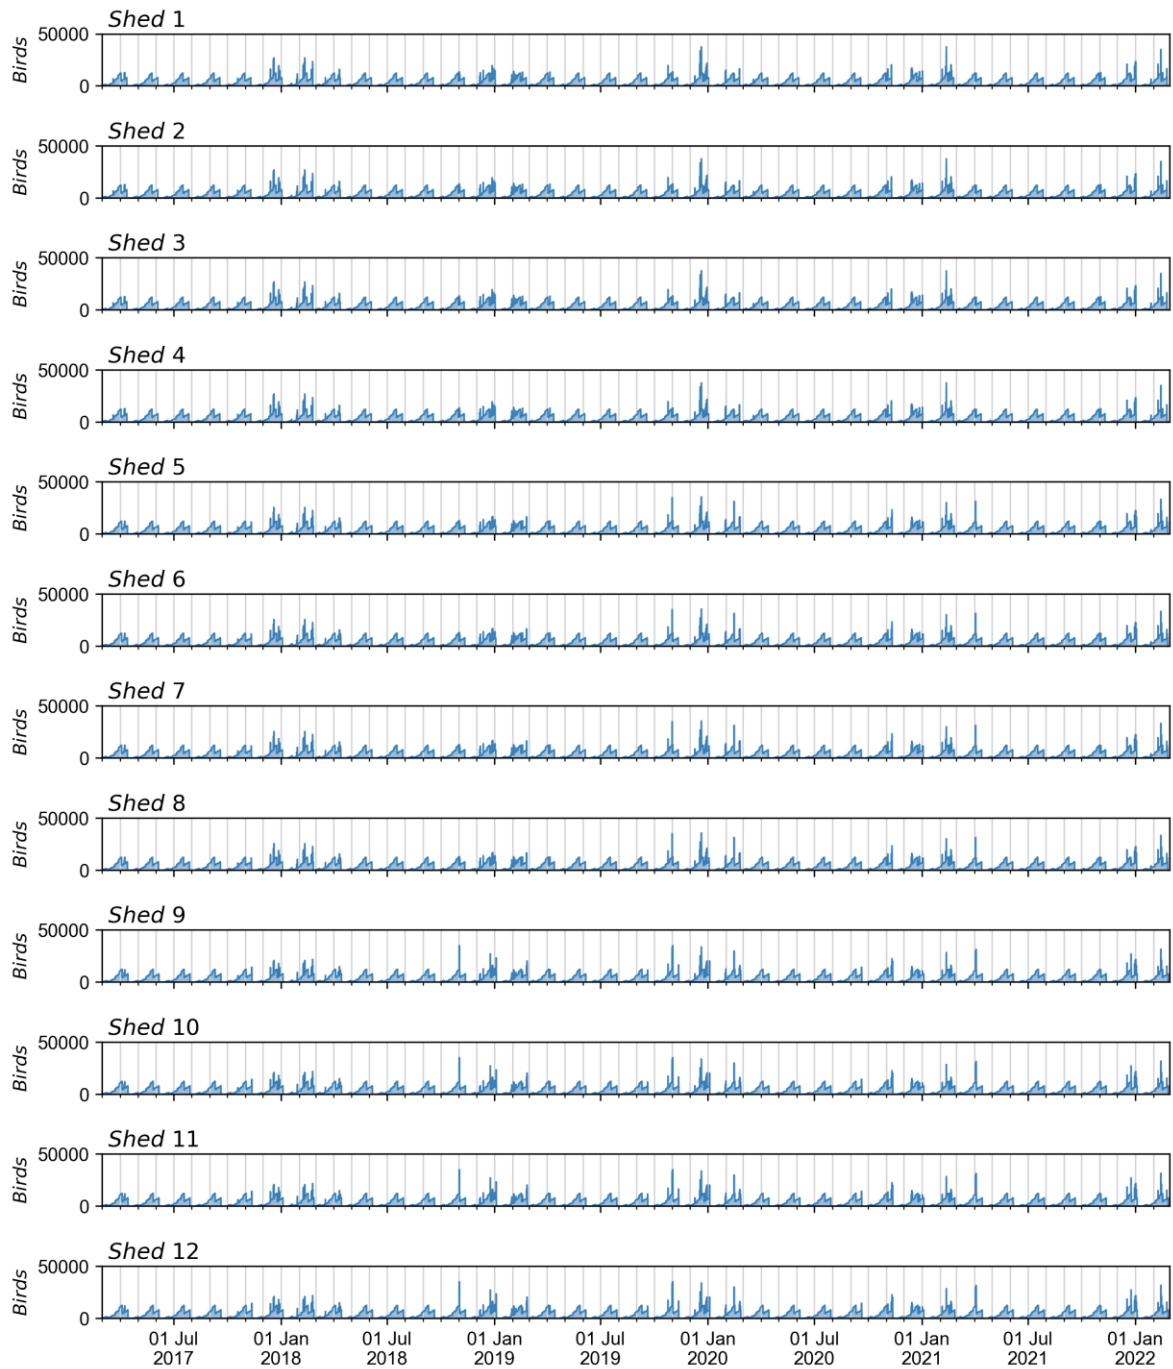 Shed 1
50000
Birds
0
Shed 2
50000
Birds
0
Shed 3
50000
Birds
0
Shed 4
50000
Birds
0
Shed 5
50000
Birds
0
Shed 6
50000
Birds
0
Shed 7
50000
Birds
0
Shed 8
50000
Birds
0
Shed 9
50000
Birds
0
Shed 10
50000
Birds
0
Shed 11
50000
Birds
0
Shed 12
50000
Birds
0
01 Jul 01 Jan 01 Jul 01 Jan 01 Jul 01 Jan 01 Jul 01 Jan 01 Jul 01 Jan
2017 2018 2018 2019 2019 2020 2020 2021 2021 2022